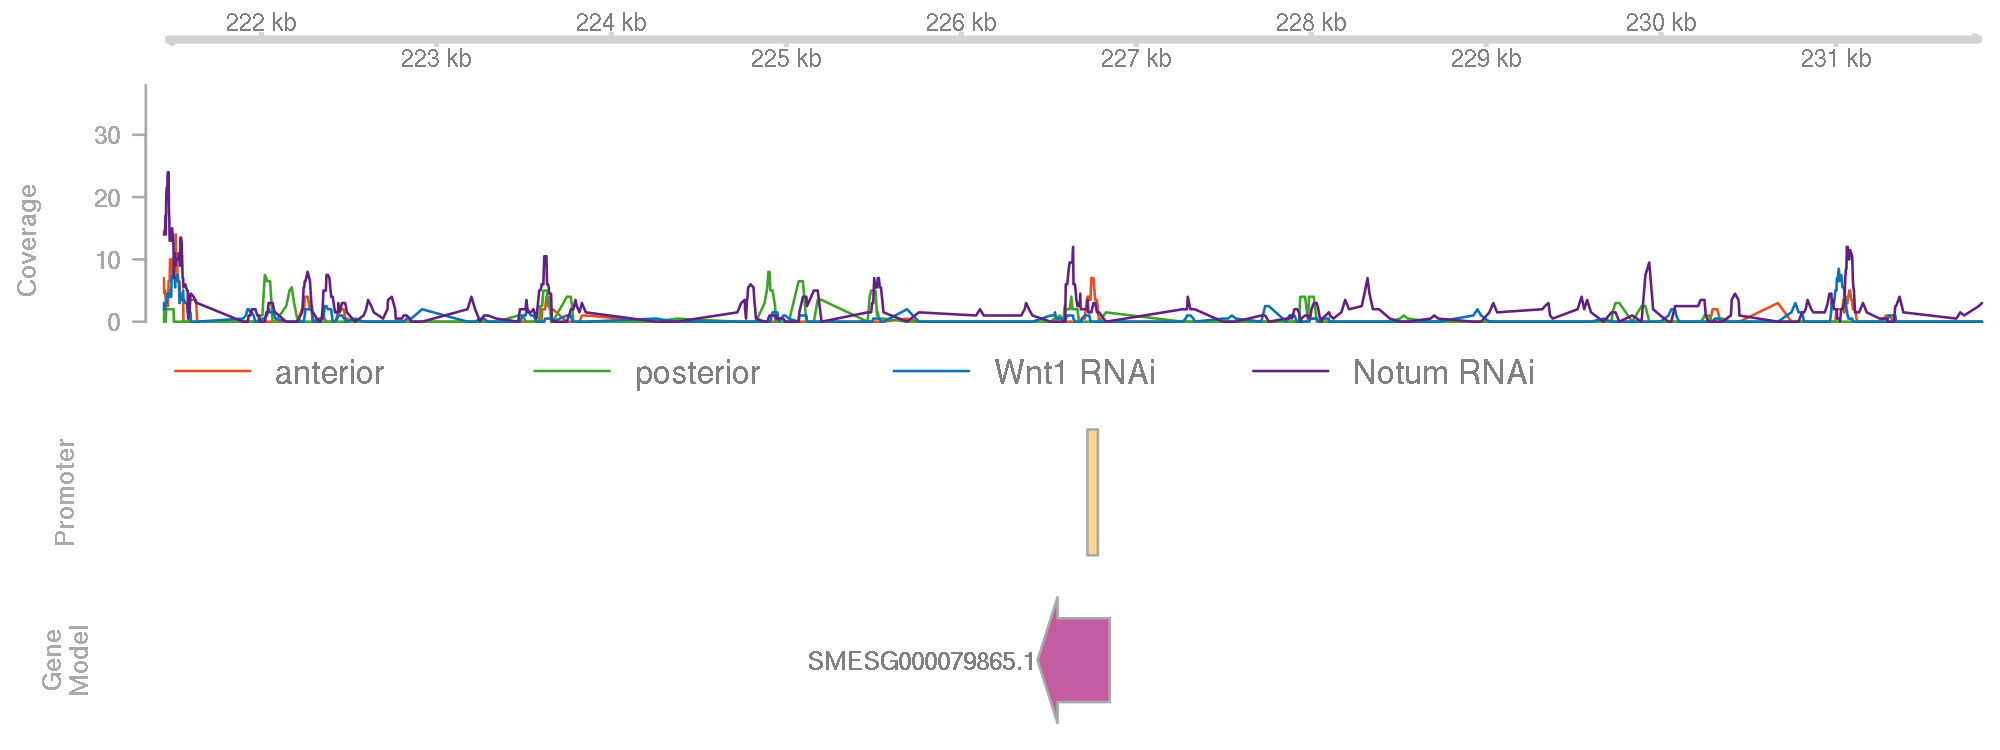 222 kb 224 kb 226 kb 228 kb 230 kb
223 kb 225 kb 227 kb 229 kb 231 kb
Coverage
30
20
10
0
anterior posterior Wnt1 RNAi Notum RNAi
Promoter
Gene
Model
SMESG000079865.1